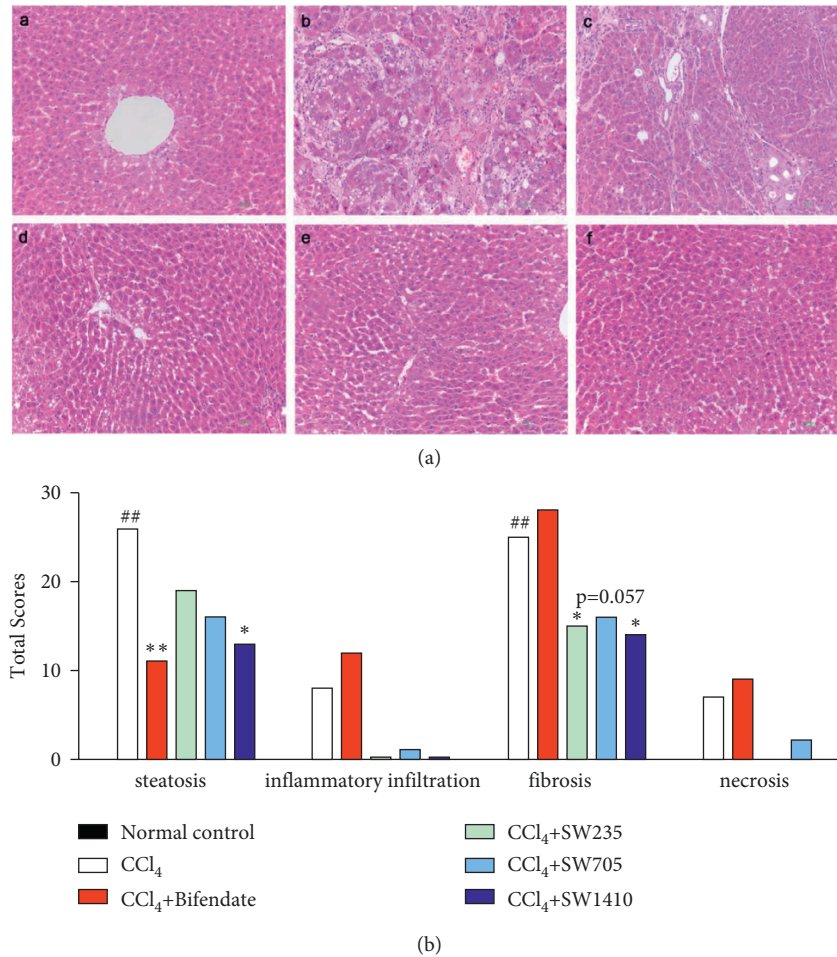 a
b
c
d
e
f
(a)
30
20
10
0
Total Scores
##
**
*
##
p=0.057
*
*
steatosis
inflammatory infiltration
fibrosis
necrosis
Normal control
CCl₄
CCl₄+Bifendate
CCl₄+SW235
CCl₄+SW705
CCl₄+SW1410
(b)